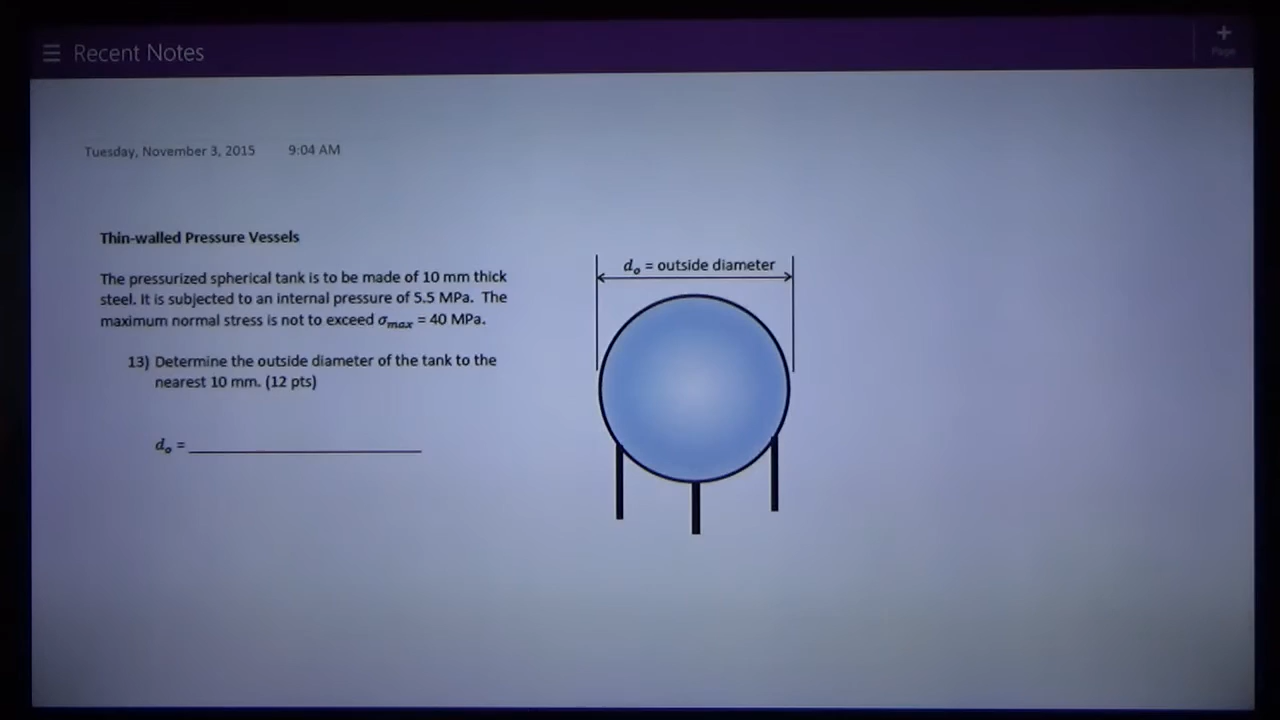 Recent Notes
+
Page
Tuesday, November 3, 2015 9:04 AM
Thin-walled Pressure Vessels
The pressurized spherical tank is to be made of 10 mm thick
steel. It is subjected to an internal pressure of 5.5 MPa. The
maximum normal stress is not to exceed σmax = 40 MPa.
13) Determine the outside diameter of the tank to the
nearest 10 mm. (12 pts)
do =
do = outside diameter